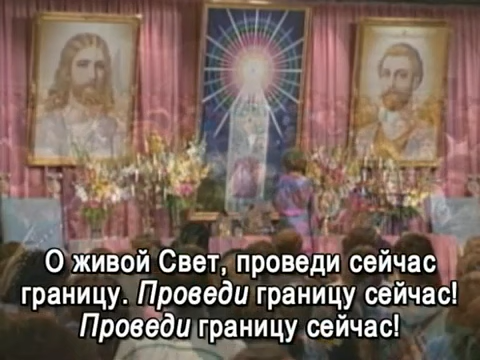 О живой Свет, проведи сейчас
границу. Проведи границу сейчас!
Проведи границу сейчас!